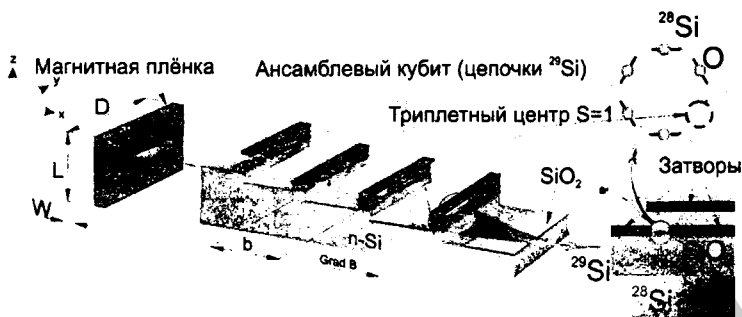 ²⁸Si
z
y
x
Магнитная плёнка
Ансамблевый кубит (цепочки ²⁹Si)
O
D
Триплетный центр S=1
L
SiO₂
Затворы
W
b
n-Si
Grad B
²⁹Si
O
²⁸Si